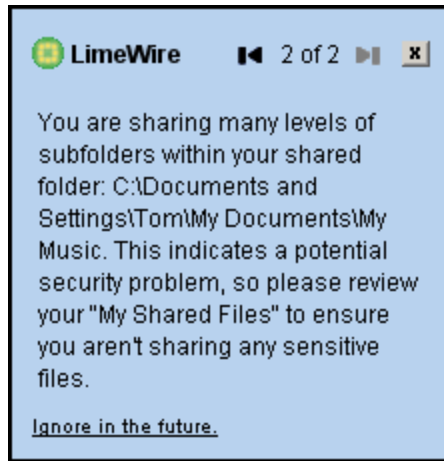 LimeWire 2 of 2 x
You are sharing many levels of
subfolders within your shared
folder: C:\Documents and
Settings\Tom\My Documents\My
Music. This indicates a potential
security problem, so please review
your "My Shared Files" to ensure
you aren't sharing any sensitive
files.
Ignore in the future.